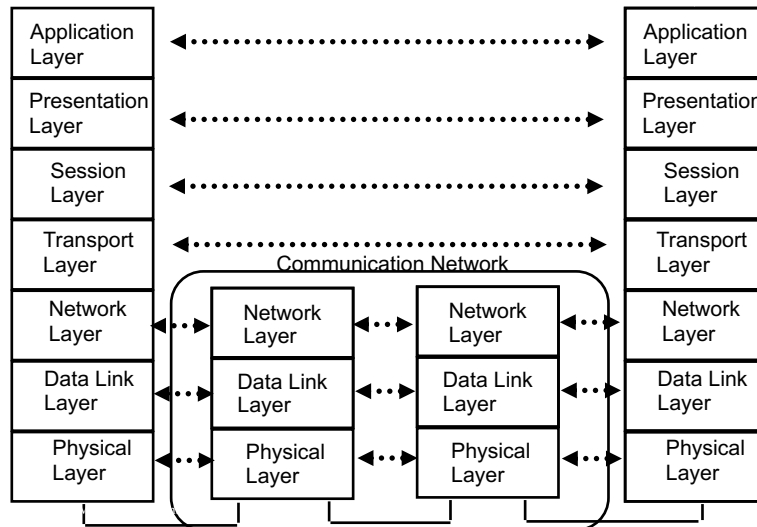 Application
Layer
Presentation
Layer
Session
Layer
Transport
Layer
Network
Layer
Data Link
Layer
Physical
Layer
Communication Network
Network
Layer
Data Link
Layer
Physical
Layer
Network
Layer
Data Link
Layer
Physical
Layer
Application
Layer
Presentation
Layer
Session
Layer
Transport
Layer
Network
Layer
Data Link
Layer
Physical
Layer